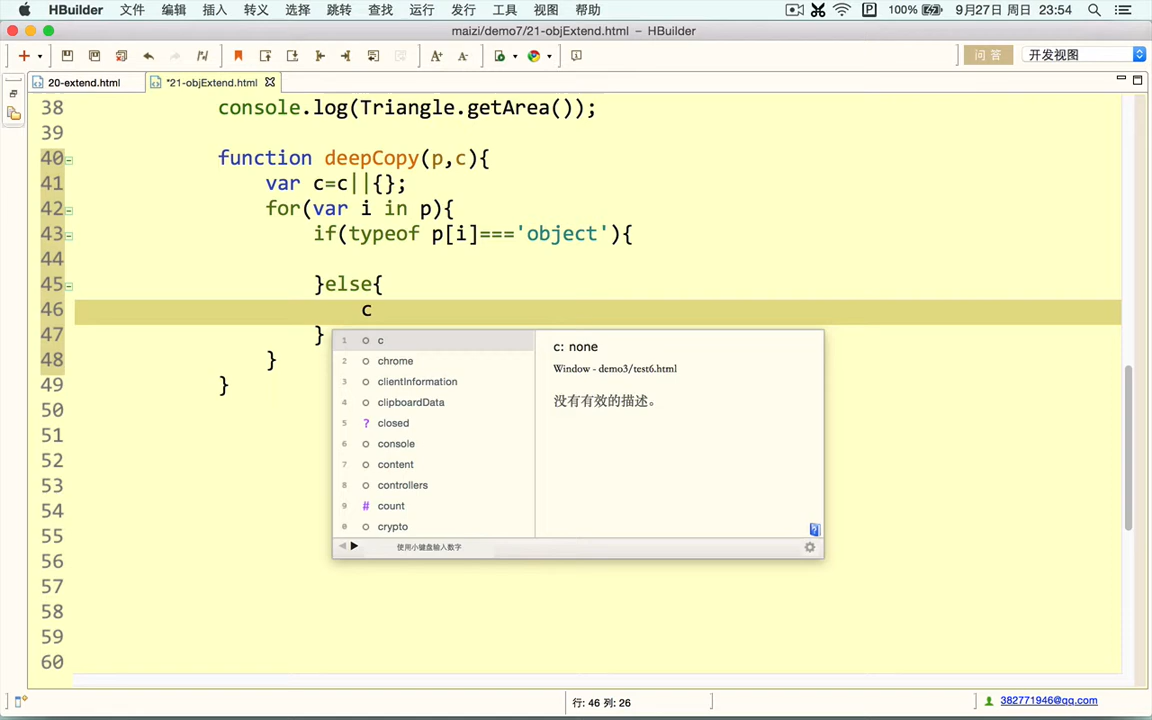 HBuilder 文件 编辑 插入 转义 选择 跳转 查找 运行 发行 工具 视图 帮助 100% 9月27日 周日 23:54
maizi/demo7/21-objExtend.html – HBuilder
问 答 开发视图
20-extend.html *21-objExtend.html
38 console.log(Triangle.getArea());
39
40 function deepCopy(p,c){
41 var c=c||{};
42 for(var i in p){
43 if(typeof p[i]==='object'){
44
45 }else{
46 c
47 }
48 }
49 }
50
51
52
53
54
55
56
57
58
59
60
1 c
2 chrome
3 clientInformation
4 clipboardData
5 ? closed
6 console
7 content
8 controllers
9 # count
0 crypto
使用小键盘输入数字
c: none
Window - demo3/test6.html
没有有效的描述。
行: 46 列: 26
382771946@qq.com